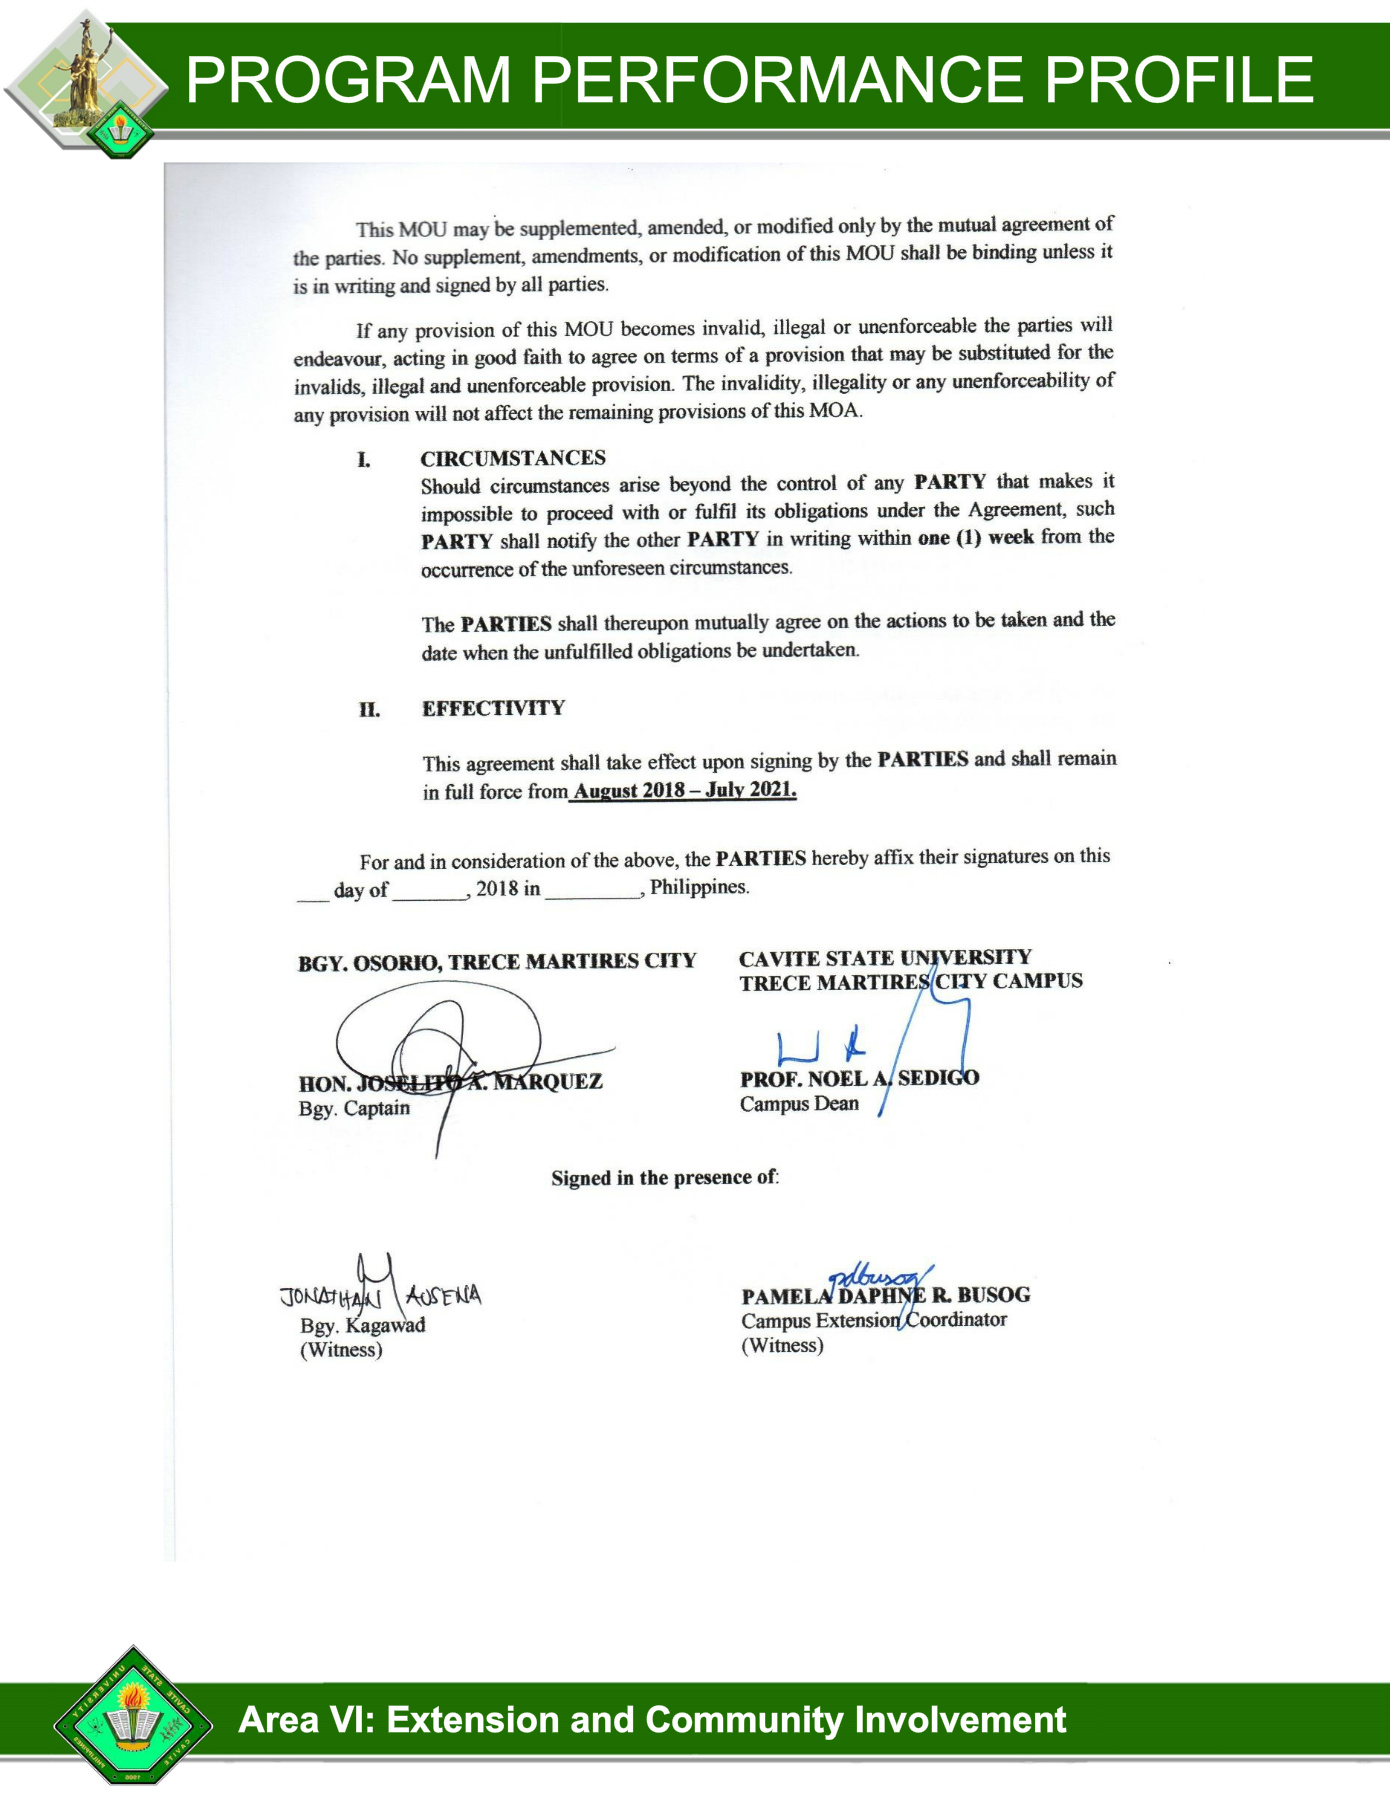 PROGRAM PERFORMANCE PROFILE
This MOU may be supplemented, amended, or modified only by the mutual agreement of
the parties. No supplement, amendments, or modification of this MOU shall be binding unless it
is in writing and signed by all parties.
If any provision of this MOU becomes invalid, illegal or unenforceable the parties will
endeavour, acting in good faith to agree on terms of a provision that may be substituted for the
invalids, illegal and unenforceable provision. The invalidity, illegality or any unenforceability of
any provision will not affect the remaining provisions of this MOA.
I. CIRCUMSTANCES
Should circumstances arise beyond the control of any PARTY that makes it
impossible to proceed with or fulfil its obligations under the Agreement, such
PARTY shall notify the other PARTY in writing within one (1) week from the
occurrence of the unforeseen circumstances.
The PARTIES shall thereupon mutually agree on the actions to be taken and the
date when the unfulfilled obligations be undertaken.
II. EFFECTIVITY
This agreement shall take effect upon signing by the PARTIES and shall remain
in full force from August 2018 – July 2021.
For and in consideration of the above, the PARTIES hereby affix their signatures on this
___ day of _______, 2018 in _________, Philippines.
BGY. OSORIO, TRECE MARTIRES CITY
HON. JOSELITO A. MARQUEZ
Bgy. Captain
CAVITE STATE UNIVERSITY
TRECE MARTIRES CITY CAMPUS
PROF. NOEL A. SEDIGO
Campus Dean
Signed in the presence of:
JONATHAN AUSENA
Bgy. Kagawad
(Witness)
pdbusog
PAMELA DAPHNE R. BUSOG
Campus Extension Coordinator
(Witness)
CAVITE STATE UNIVERSITY
CAVITE PHILIPPINES
1906
Area VI: Extension and Community Involvement